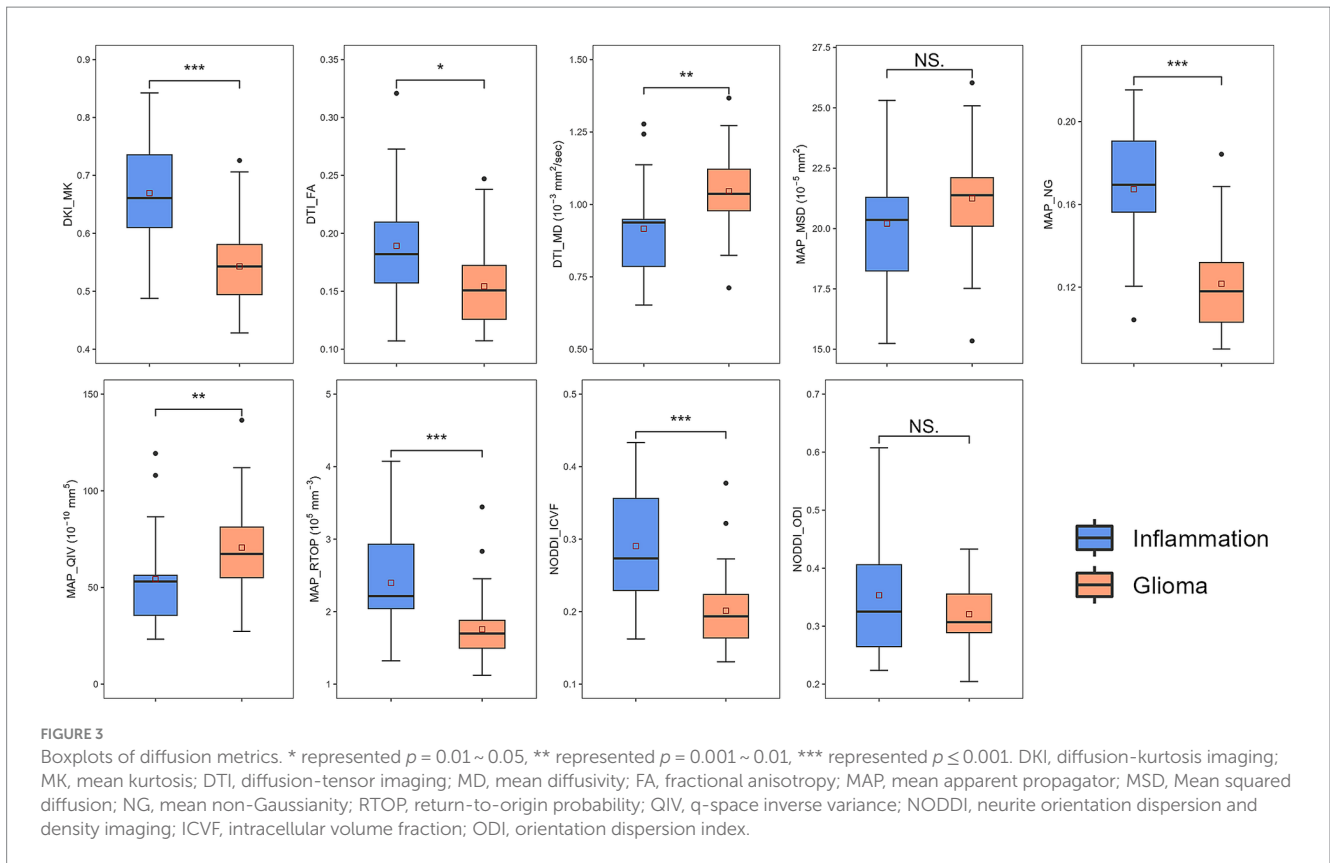 DKI_MK
0.9
0.8
0.7
0.6
0.5
0.4
***
DTI_FA
0.35
0.30
0.25
0.20
0.15
0.10
*
DTI_MD (10⁻³ mm²/sec)
1.50
1.25
1.00
0.75
0.50
**
MAP_MSD (10⁻⁵ mm²)
27.5
25.0
22.5
20.0
17.5
15.0
NS.
MAP_NG
0.20
0.16
0.12
***
MAP_QIV (10⁻¹⁰ mm⁵)
150
100
50
0
**
MAP_RTOP (10⁵ mm⁻³)
5
4
3
2
1
***
NODDI_ICVF
0.5
0.4
0.3
0.2
0.1
***
NODDI_ODI
0.7
0.6
0.5
0.4
0.3
0.2
NS.
Inflammation
Glioma
FIGURE 3
Boxplots of diffusion metrics. * represented p = 0.01 ~ 0.05, ** represented p = 0.001 ~ 0.01, *** represented p ≤ 0.001. DKI, diffusion-kurtosis imaging;
MK, mean kurtosis; DTI, diffusion-tensor imaging; MD, mean diffusivity; FA, fractional anisotropy; MAP, mean apparent propagator; MSD, Mean squared
diffusion; NG, mean non-Gaussianity; RTOP, return-to-origin probability; QIV, q-space inverse variance; NODDI, neurite orientation dispersion and
density imaging; ICVF, intracellular volume fraction; ODI, orientation dispersion index.